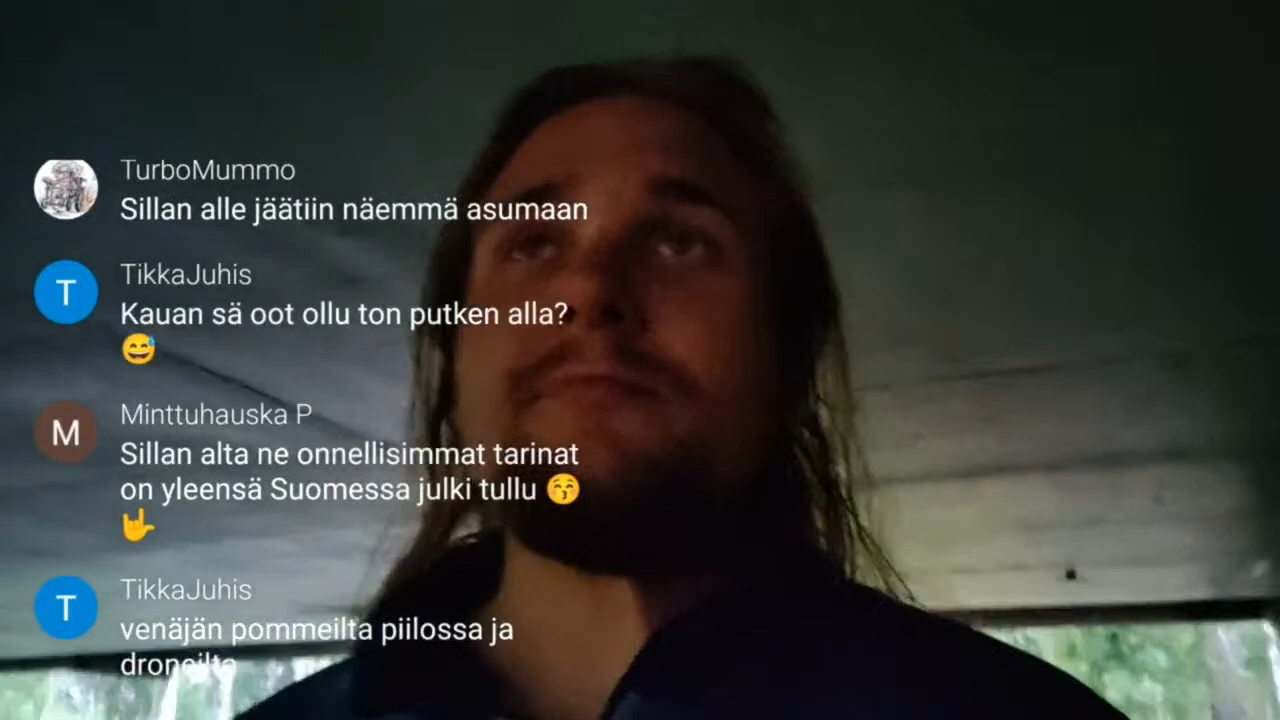 TurboMummo
Sillan alle jäätiin näemmä asumaan
T
TikkaJuhis
Kauan sä oot ollu ton putken alla?
😅
M
Minttuhauska P
Sillan alta ne onnellisimmat tarinat
on yleensä Suomessa julki tullu 😚
🤟
T
TikkaJuhis
venäjän pommeilta piilossa ja
droneilta